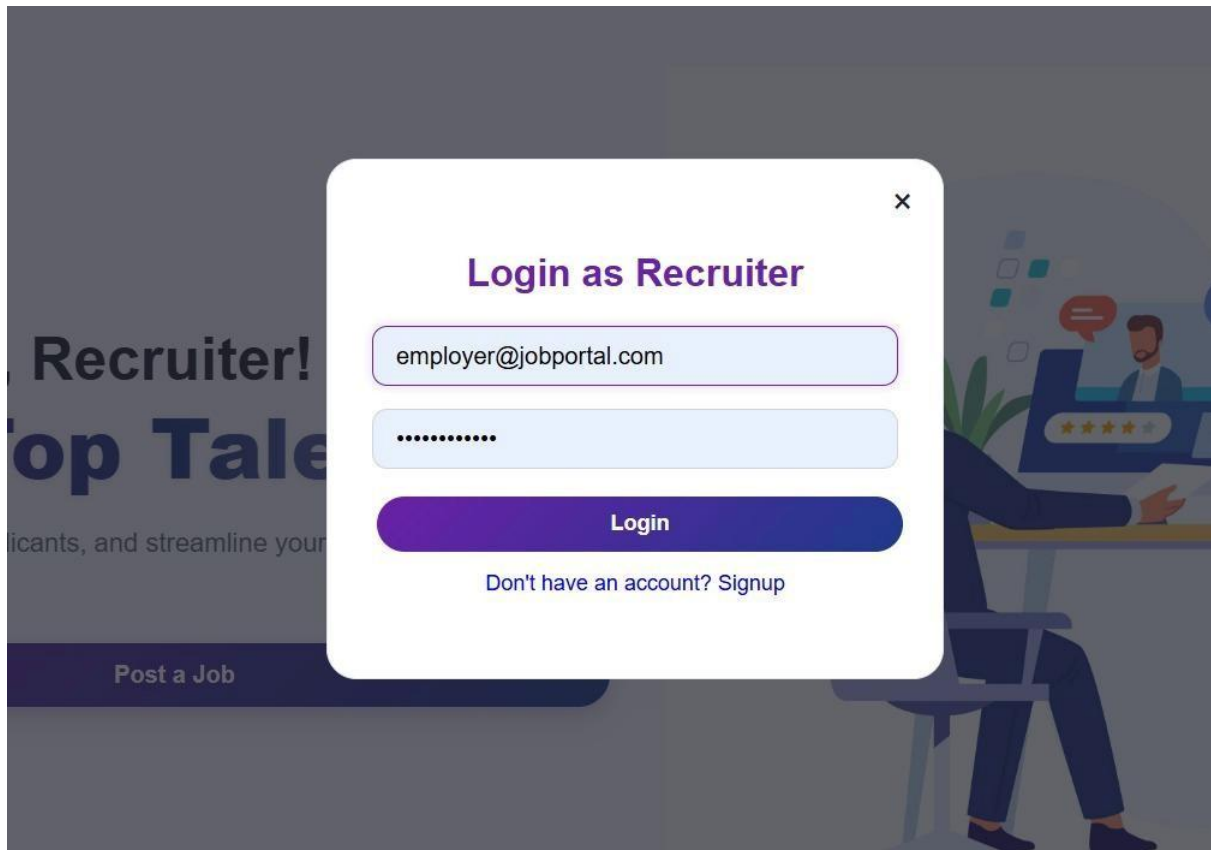 ×
Login as Recruiter
, Recruiter!
employer@jobportal.com
op Tale
••••••••••••
Login
licants, and streamline your
Don't have an account? Signup
Post a Job